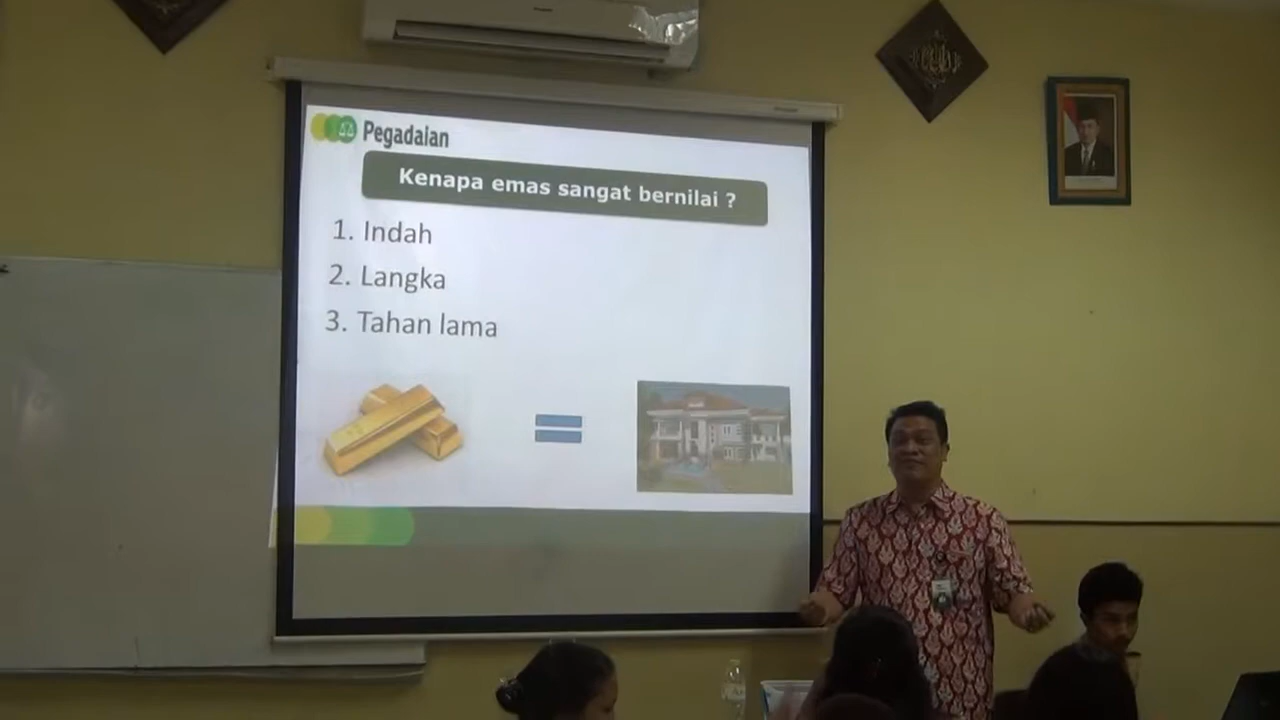 Pegadaian
Kenapa emas sangat bernilai ?
1. Indah
2. Langka
3. Tahan lama